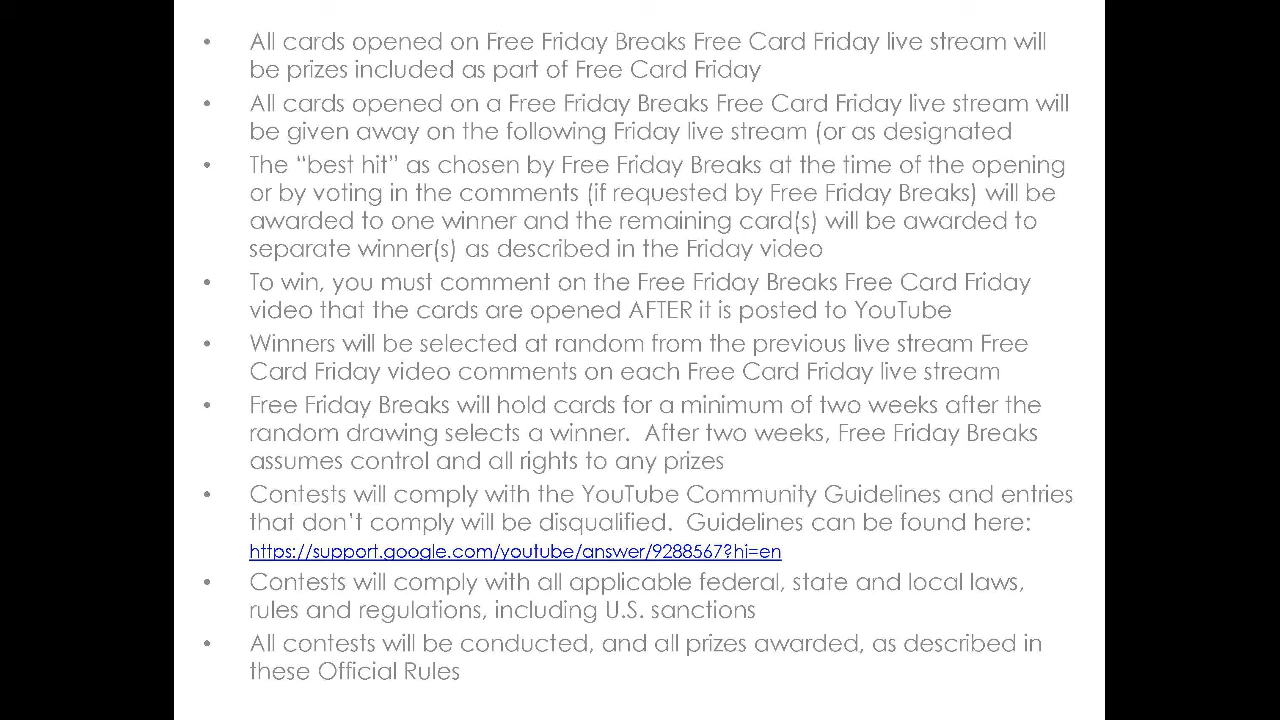 • All cards opened on Free Friday Breaks Free Card Friday live stream will
be prizes included as part of Free Card Friday
• All cards opened on a Free Friday Breaks Free Card Friday live stream will
be given away on the following Friday live stream (or as designated
• The “best hit” as chosen by Free Friday Breaks at the time of the opening
or by voting in the comments (if requested by Free Friday Breaks) will be
awarded to one winner and the remaining card(s) will be awarded to
separate winner(s) as described in the Friday video
• To win, you must comment on the Free Friday Breaks Free Card Friday
video that the cards are opened AFTER it is posted to YouTube
• Winners will be selected at random from the previous live stream Free
Card Friday video comments on each Free Card Friday live stream
• Free Friday Breaks will hold cards for a minimum of two weeks after the
random drawing selects a winner.  After two weeks, Free Friday Breaks
assumes control and all rights to any prizes
• Contests will comply with the YouTube Community Guidelines and entries
that don’t comply will be disqualified.  Guidelines can be found here:
https://support.google.com/youtube/answer/9288567?hl=en
• Contests will comply with all applicable federal, state and local laws,
rules and regulations, including U.S. sanctions
• All contests will be conducted, and all prizes awarded, as described in
these Official Rules